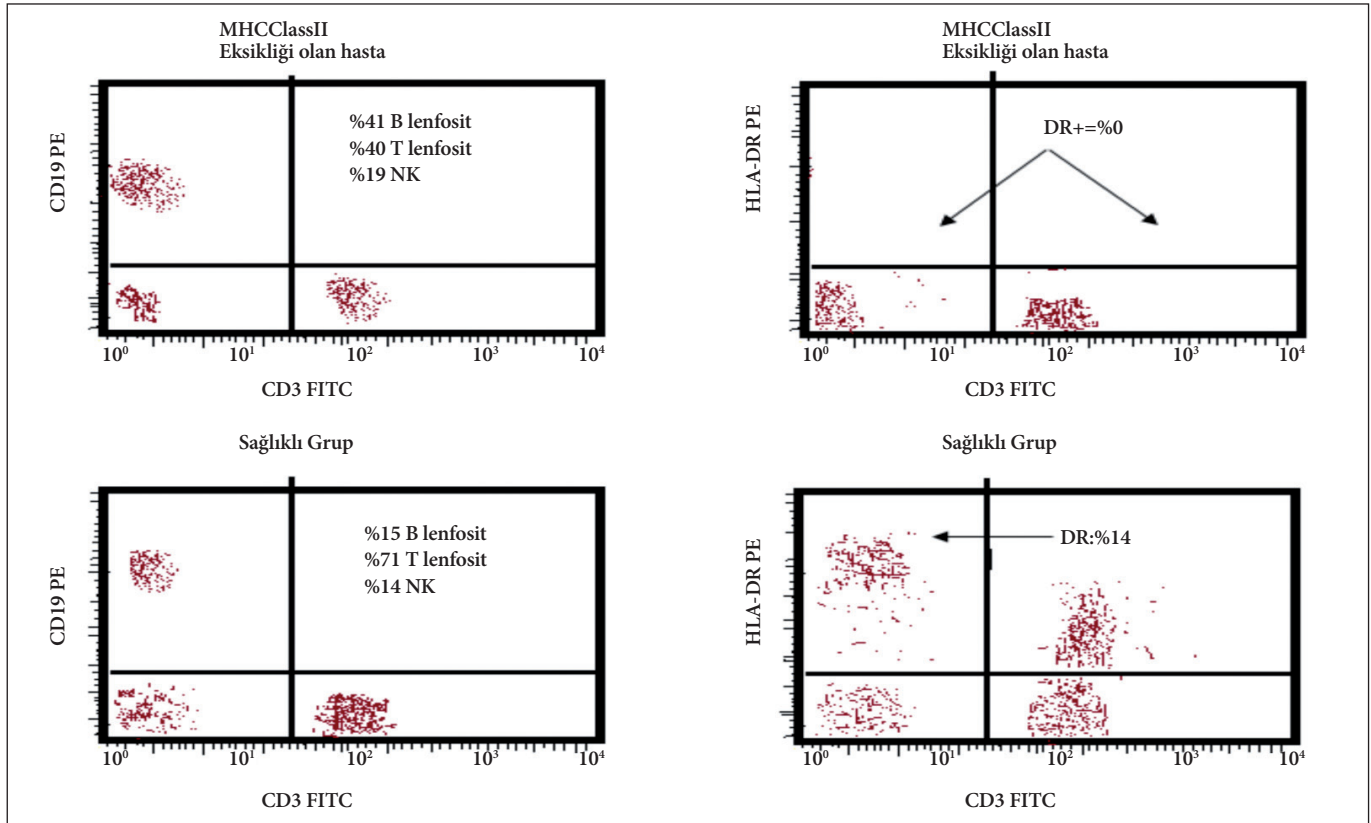 MHCClassII
Eksikliği olan hasta
CD19 PE
%41 B lenfosit
%40 T lenfosit
%19 NK
10⁰ 10¹ 10² 10³ 10⁴
CD3 FITC
MHCClassII
Eksikliği olan hasta
HLA-DR PE
DR+=%0
10⁰ 10¹ 10² 10³ 10⁴
CD3 FITC
Sağlıklı Grup
CD19 PE
%15 B lenfosit
%71 T lenfosit
%14 NK
10⁰ 10¹ 10² 10³ 10⁴
CD3 FITC
Sağlıklı Grup
HLA-DR PE
DR:%14
10⁰ 10¹ 10² 10³ 10⁴
CD3 FITC